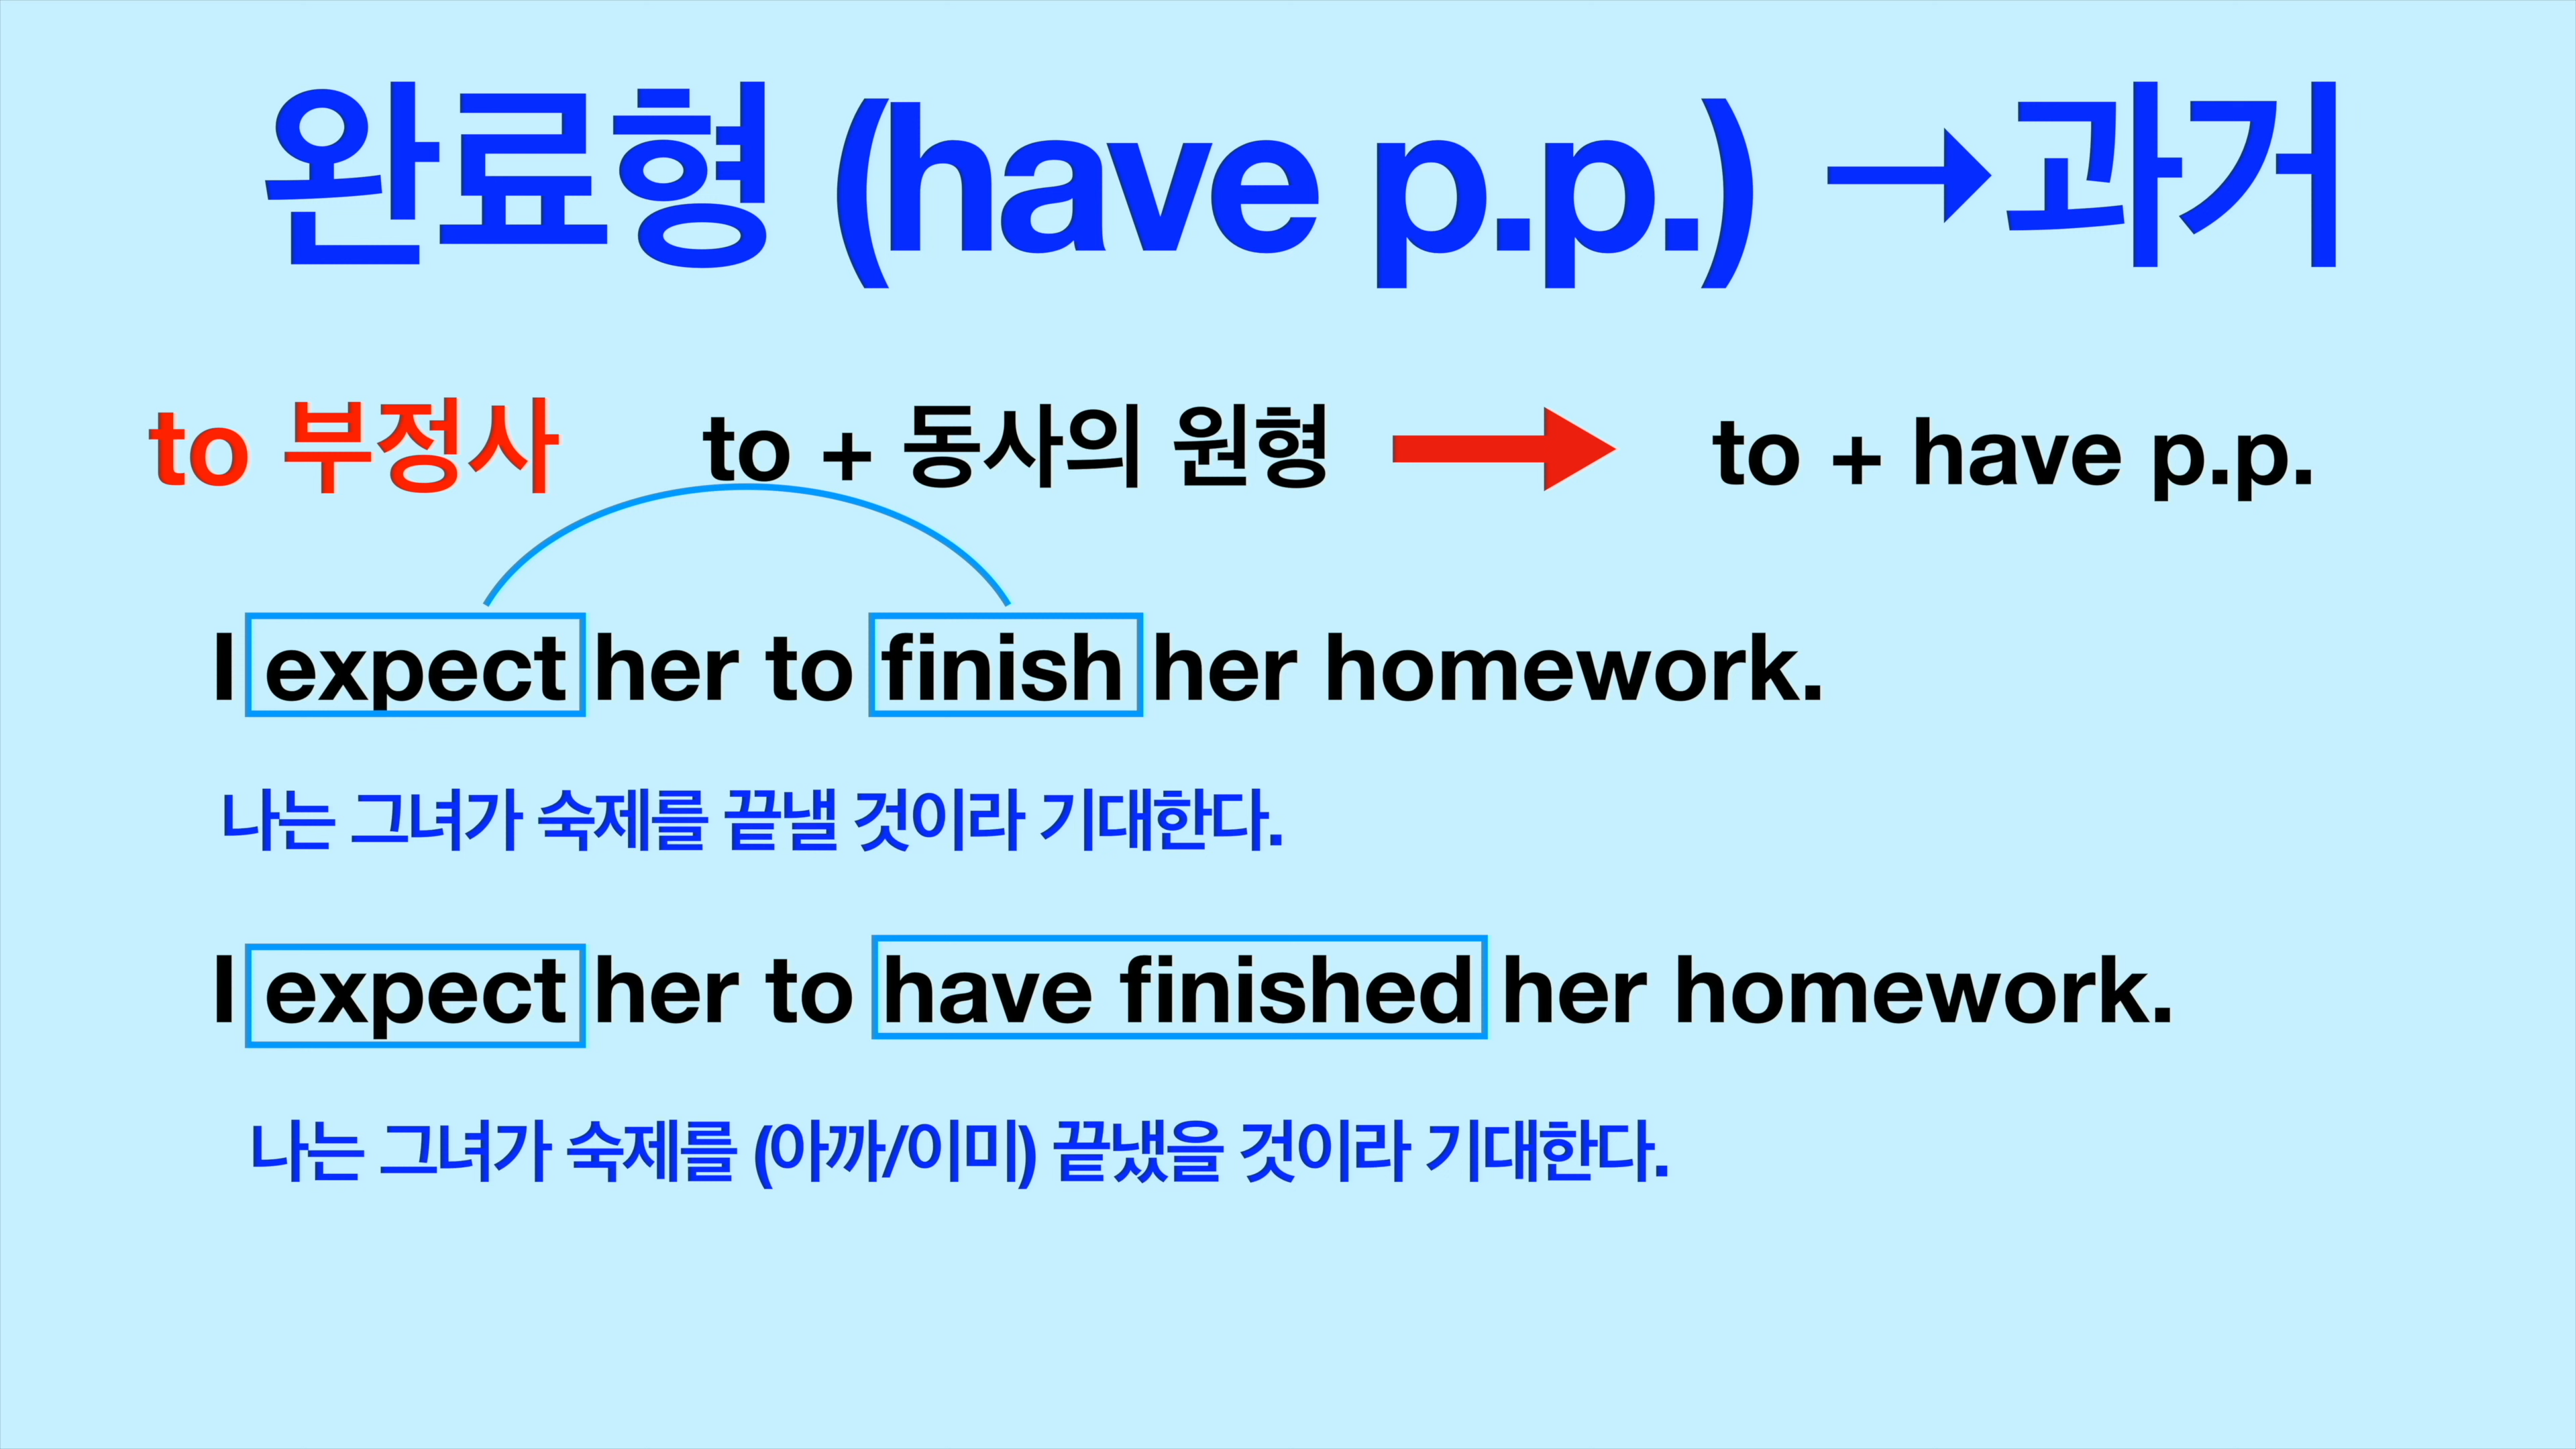 완료형 (have p.p.) →과거
to 부정사 to + 동사의 원형 → to + have p.p.
I expect her to finish her homework.
나는 그녀가 숙제를 끝낼 것이라 기대한다.
I expect her to have finished her homework.
나는 그녀가 숙제를 (아까/이미) 끝냈을 것이라 기대한다.